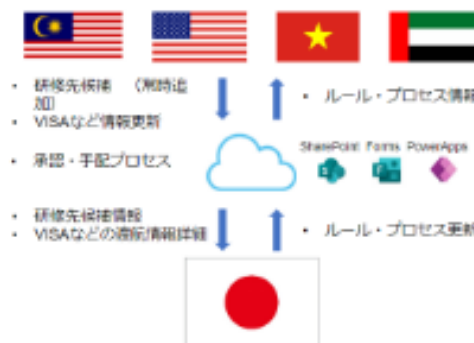 ・ 研修先候補 （常時追
加）
・ VISAなど情報更新
・ ルール・プロセス情報
・ 承認・手配プロセス
SharePoint Forms PowerApps
・ 研修先候補情報
・ VISAなどの 情報詳細
・ ルール・プロセス更新